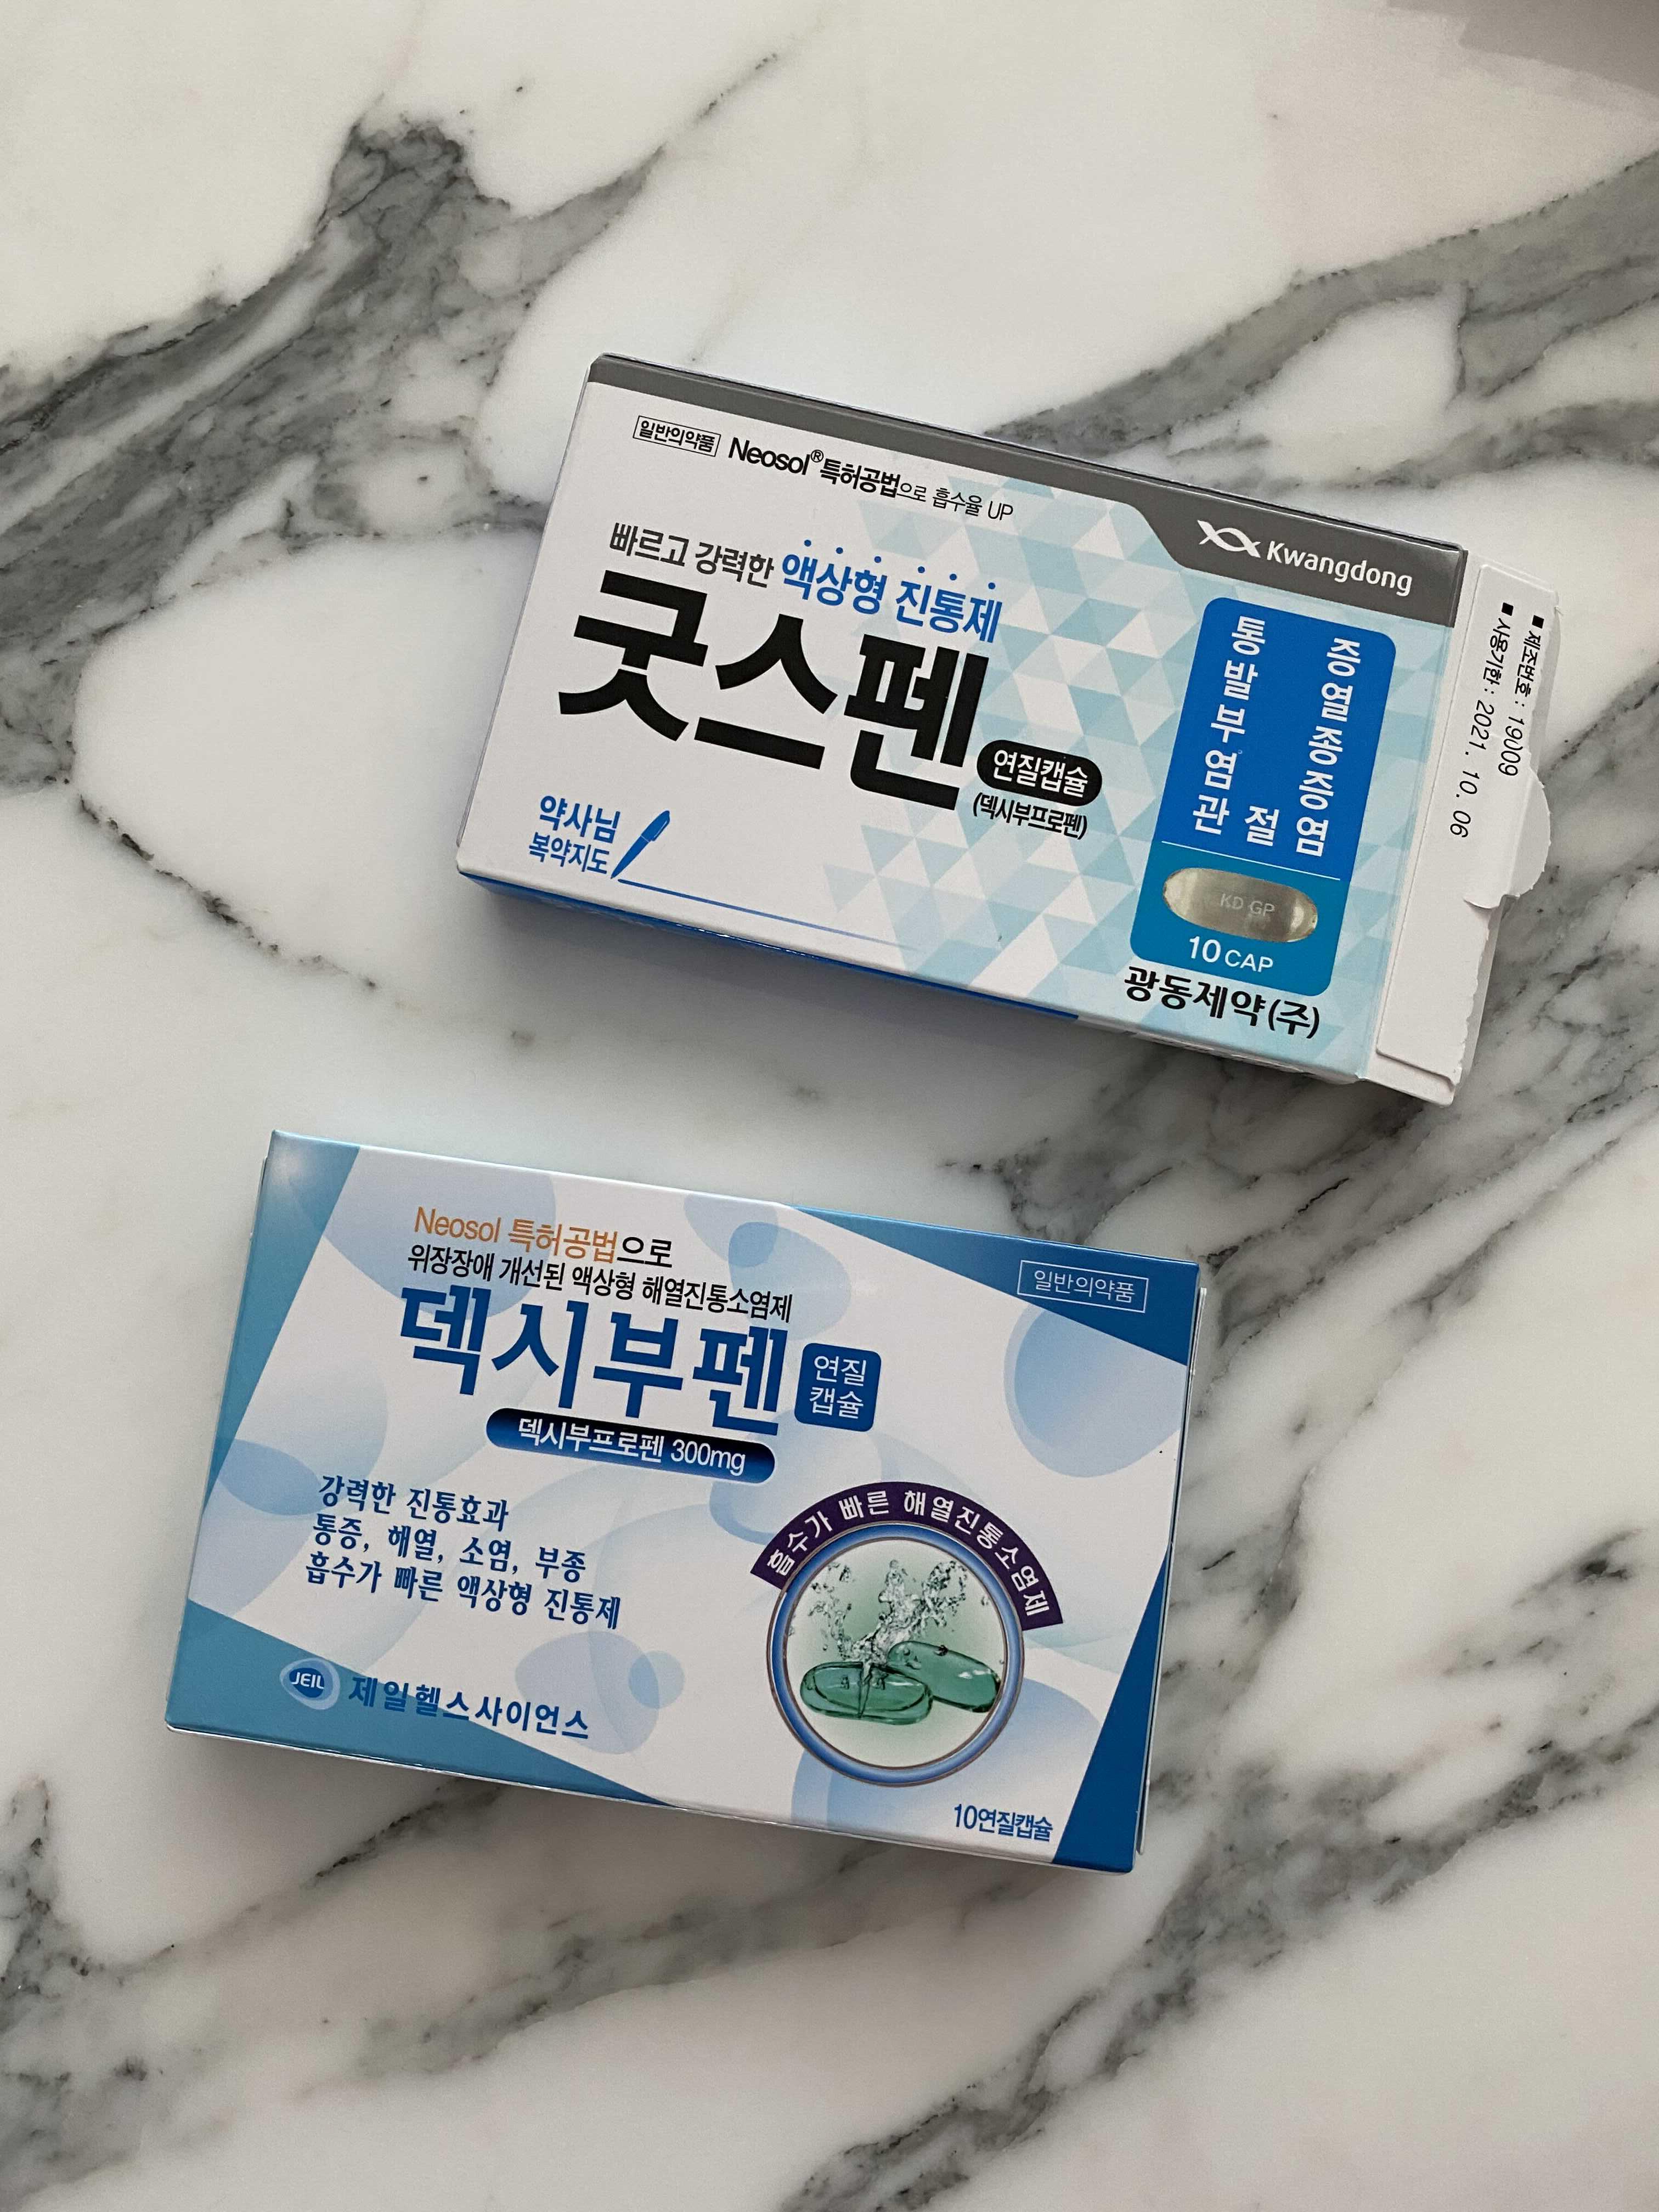 일반의약품 Neosol® 특허공법으로 흡수율 UP
Kwangdong
빠르고 강력한 액상형 진통제
굿스펜 연질캡슐
(덱시부프로펜)
약사님
복약지도
통 증
발 열
부 종
염 증
관 절 염
KD GP
10 CAP
광동제약(주)
■ 제조번호 : 19009
■ 사용기한 : 2021. 10. 06
Neosol 특허공법으로
위장장애 개선된 액상형 해열진통소염제
일반의약품
덱시부펜 연질
캡슐
덱시부프로펜 300mg
강력한 진통효과
통증, 해열, 소염, 부종
흡수가 빠른 액상형 진통제
흡수가 빠른 해열진통소염제
JEIL 제일헬스사이언스
10연질캡슐